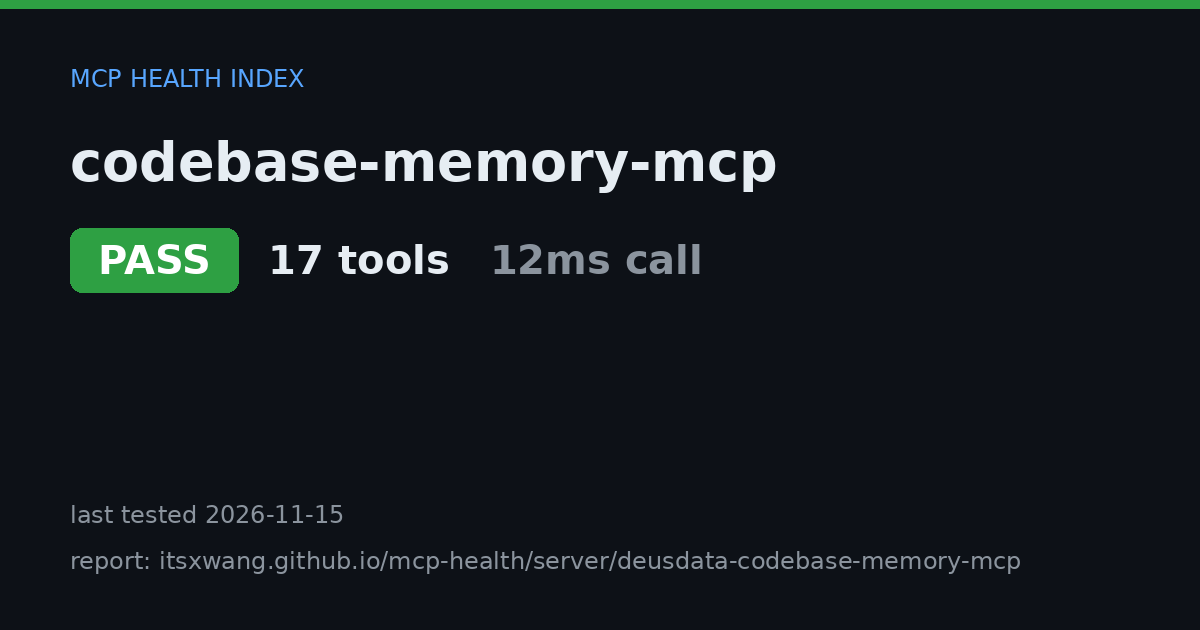 MCP HEALTH INDEX
codebase-memory-mcp
PASS 17 tools 12ms call
last tested 2026-11-15
report: itsxwang.github.io/mcp-health/server/deusdata-codebase-memory-mcp